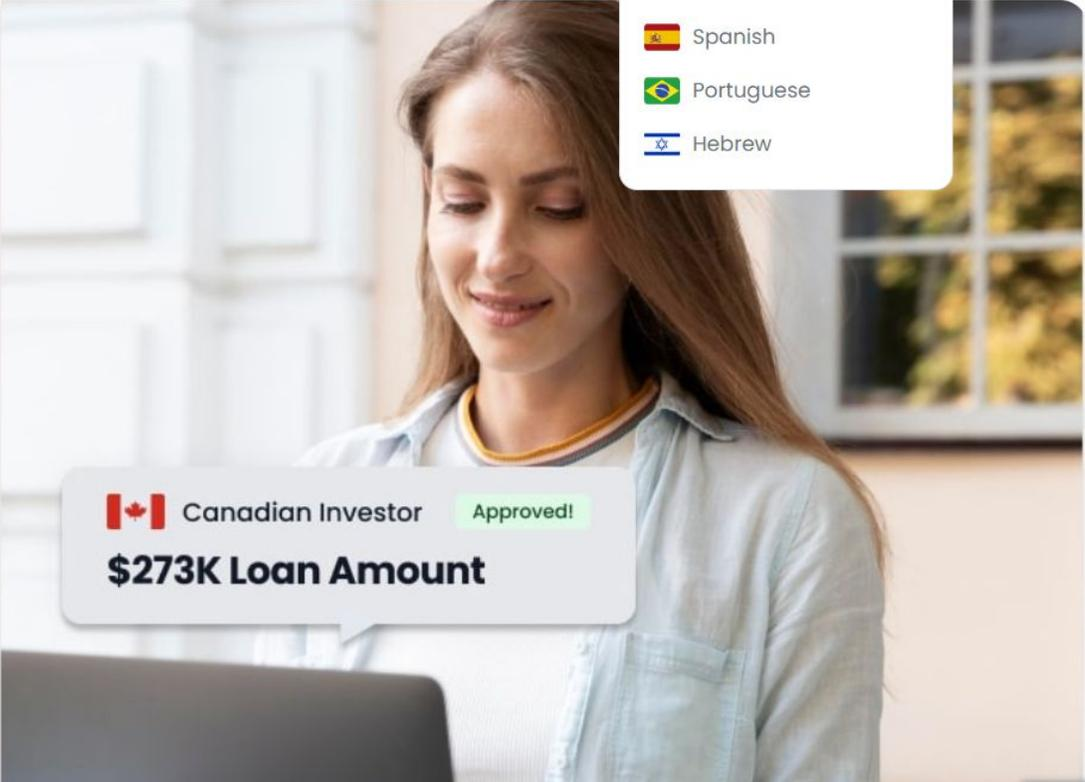 Spanish
Portuguese
Hebrew
Canadian Investor Approved!
$273K Loan Amount